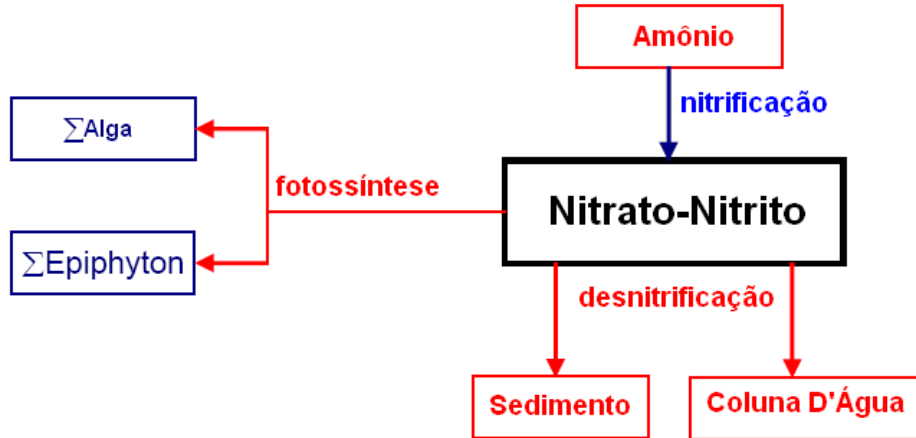 Amônio
nitrificação
∑Alga
fotossíntese
Nitrato-Nitrito
∑Epiphyton
desnitrificação
Sedimento
Coluna D'Água